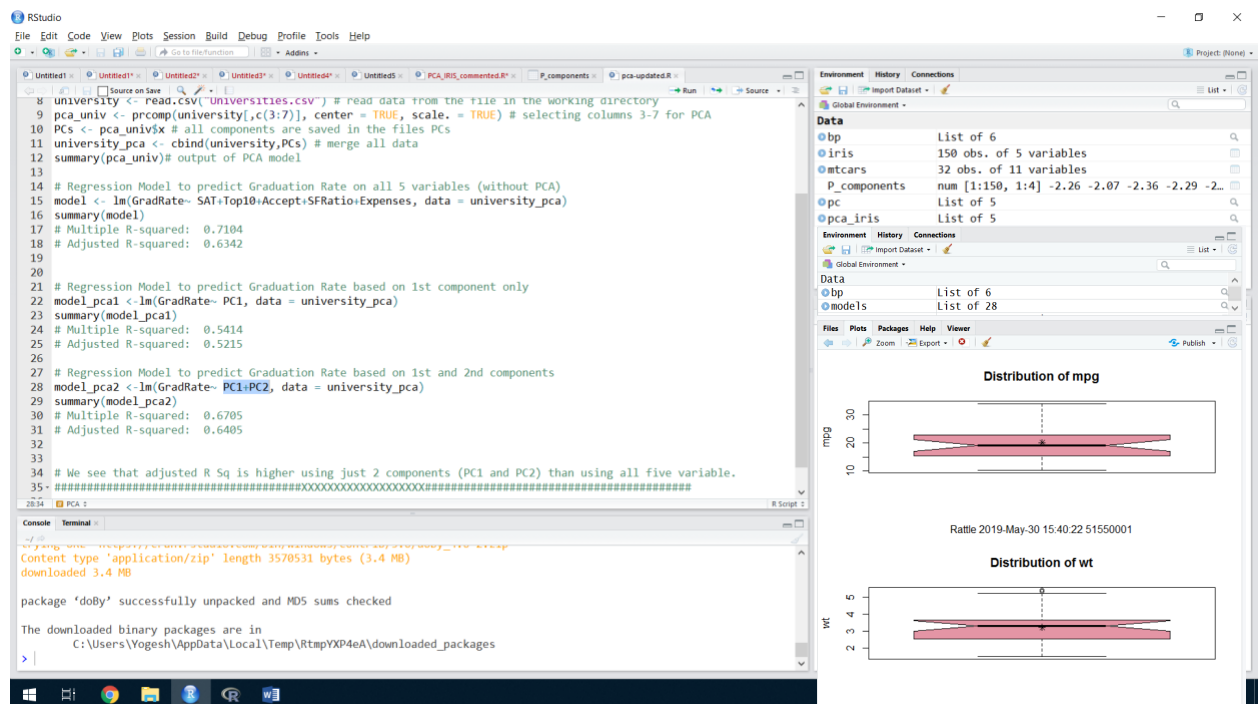 RStudio
File Edit Code View Plots Session Build Debug Profile Tools Help
Go to file/function Addins Project: (None)
Untitled1 × Untitled1* × Untitled2* × Untitled3* × Untitled4* × Untitled5 × PCA_IRIS_commented.R* × P_components × pca-updated.R ×
Source on Save Run Source
8 university <- read.csv("Universities.csv") # read data from the file in the working directory
9 pca_univ <- prcomp(university[,c(3:7)], center = TRUE, scale. = TRUE) # selecting columns 3-7 for PCA
10 PCs <- pca_univ$x # all components are saved in the files PCs
11 university_pca <- cbind(university,PCs) # merge all data
12 summary(pca_univ)# output of PCA model
13
14 # Regression Model to predict Graduation Rate on all 5 variables (without PCA)
15 model <- lm(GradRate~ SAT+Top10+Accept+SFRatio+Expenses, data = university_pca)
16 summary(model)
17 # Multiple R-squared: 0.7104
18 # Adjusted R-squared: 0.6342
19
20
21 # Regression Model to predict Graduation Rate based on 1st component only
22 model_pca1 <-lm(GradRate~ PC1, data = university_pca)
23 summary(model_pca1)
24 # Multiple R-squared: 0.5414
25 # Adjusted R-squared: 0.5215
26
27 # Regression Model to predict Graduation Rate based on 1st and 2nd components
28 model_pca2 <-lm(GradRate~ PC1+PC2, data = university_pca)
29 summary(model_pca2)
30 # Multiple R-squared: 0.6705
31 # Adjusted R-squared: 0.6405
32
33
34 # We see that adjusted R Sq is higher using just 2 components (PC1 and PC2) than using all five variable.
35
28:34 PCA R Script
Console Terminal ×
~/
Content type 'application/zip' length 3570531 bytes (3.4 MB)
downloaded 3.4 MB
package ‘doBy’ successfully unpacked and MD5 sums checked
The downloaded binary packages are in
C:\Users\Yogesh\AppData\Local\Temp\RtmpYXP4eA\downloaded_packages
>
Environment History Connections
Import Dataset List
Global Environment
Data
bp List of 6
iris 150 obs. of 5 variables
mtcars 32 obs. of 11 variables
P_components num [1:150, 1:4] -2.26 -2.07 -2.36 -2.29 -2…
pc List of 5
pca_iris List of 5
Environment History Connections
Import Dataset List
Global Environment
Data
bp List of 6
models List of 28
Files Plots Packages Help Viewer
Zoom Export Publish
Distribution of mpg
mpg
10 20 30
Rattle 2019-May-30 15:40:22 51550001
Distribution of wt
wt
2 3 4 5